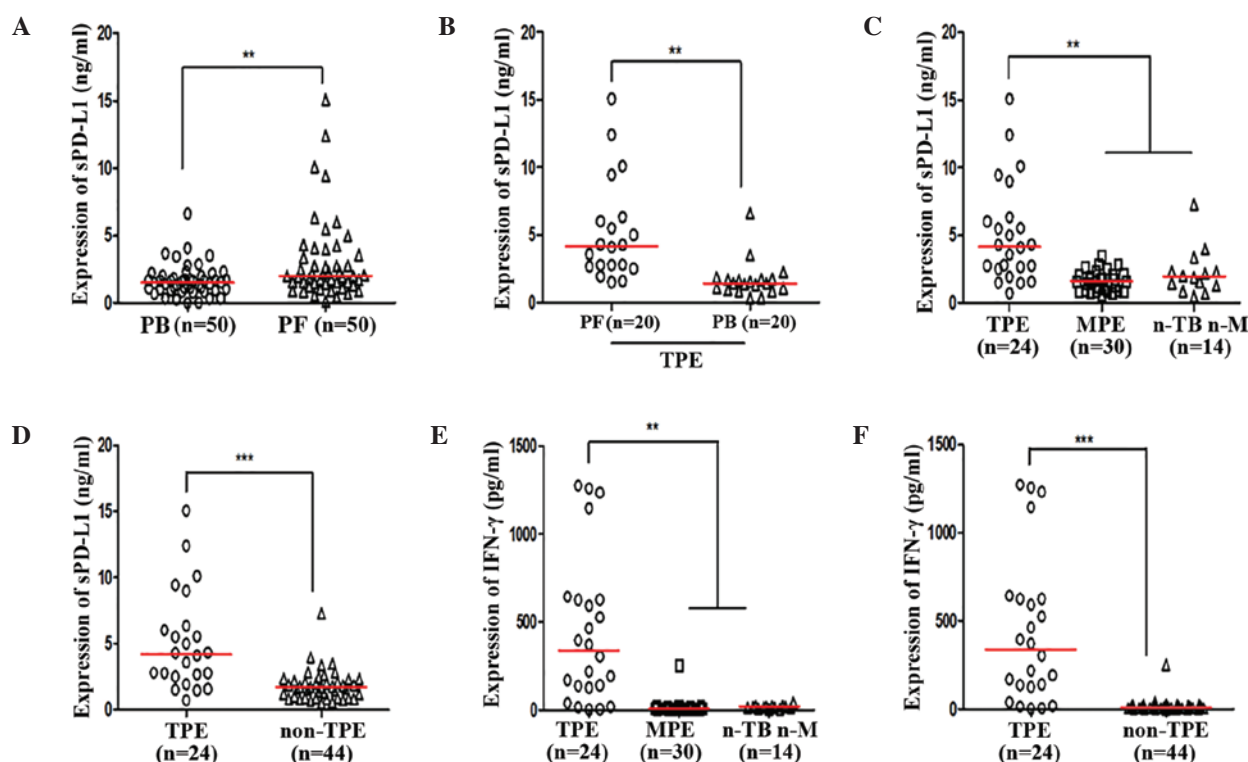 A
Expression of sPD-L1 (ng/ml)
20
15
10
5
0
**
PB (n=50)
PF (n=50)
B
Expression of sPD-L1 (ng/ml)
20
15
10
5
0
**
PF(n=20)
PB (n=20)
TPE
C
Expression of sPD-L1 (ng/ml)
20
15
10
5
0
**
TPE
(n=24)
MPE
(n=30)
n-TB n-M
(n=14)
D
Expression of sPD-L1 (ng/ml)
20
15
10
5
0
***
TPE
(n=24)
non-TPE
(n=44)
E
Expression of IFN-γ (pg/ml)
1500
1000
500
0
**
TPE
(n=24)
MPE
(n=30)
n-TB n-M
(n=14)
F
Expression of IFN-γ (pg/ml)
1500
1000
500
0
***
TPE
(n=24)
non-TPE
(n=44)